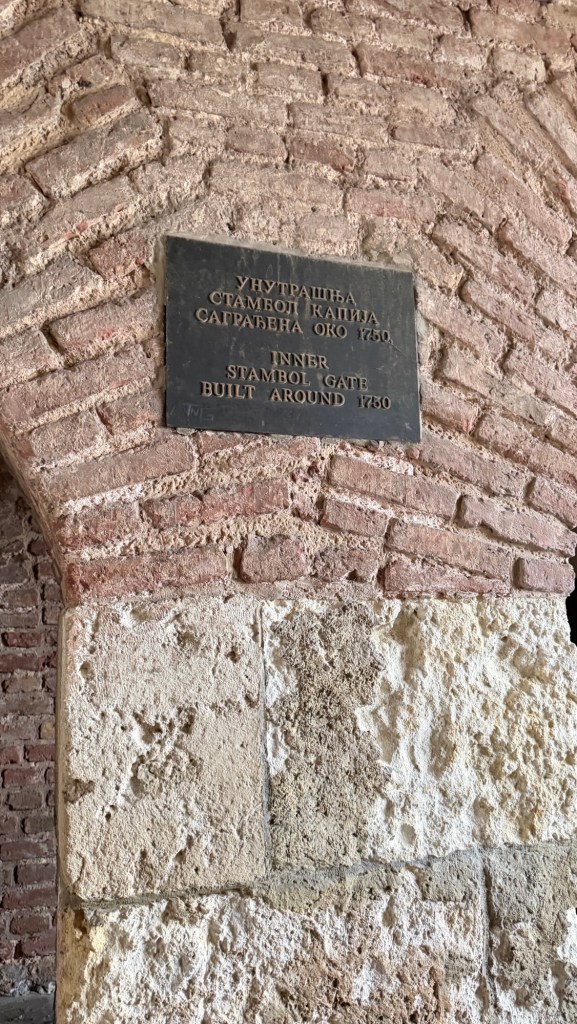 УНУТРАШЊА
СТАМБОЛ КАПИЈА
САГРАЂЕНА ОКО 1750.
INNER
STAMBOL GATE
BUILT AROUND 1750